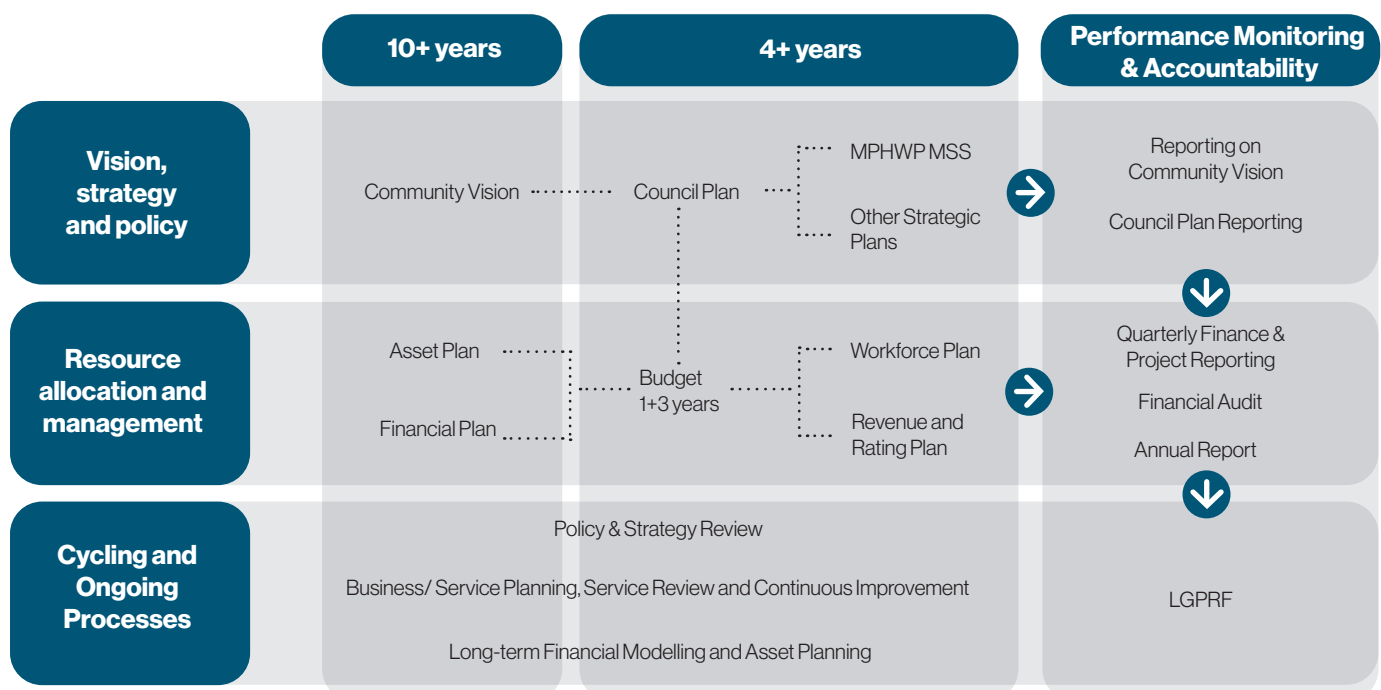 10+ years
4+ years
Performance Monitoring
& Accountability
Vision,
strategy
and policy
Community Vision
Council Plan
MPHWP MSS
Other Strategic
Plans
Reporting on
Community Vision
Council Plan Reporting
Resource
allocation and
management
Asset Plan
Financial Plan
Budget
1+3 years
Workforce Plan
Revenue and
Rating Plan
Quarterly Finance &
Project Reporting
Financial Audit
Annual Report
Cycling and
Ongoing
Processes
Policy & Strategy Review
Business/ Service Planning, Service Review and Continuous Improvement
Long-term Financial Modelling and Asset Planning
LGPRF